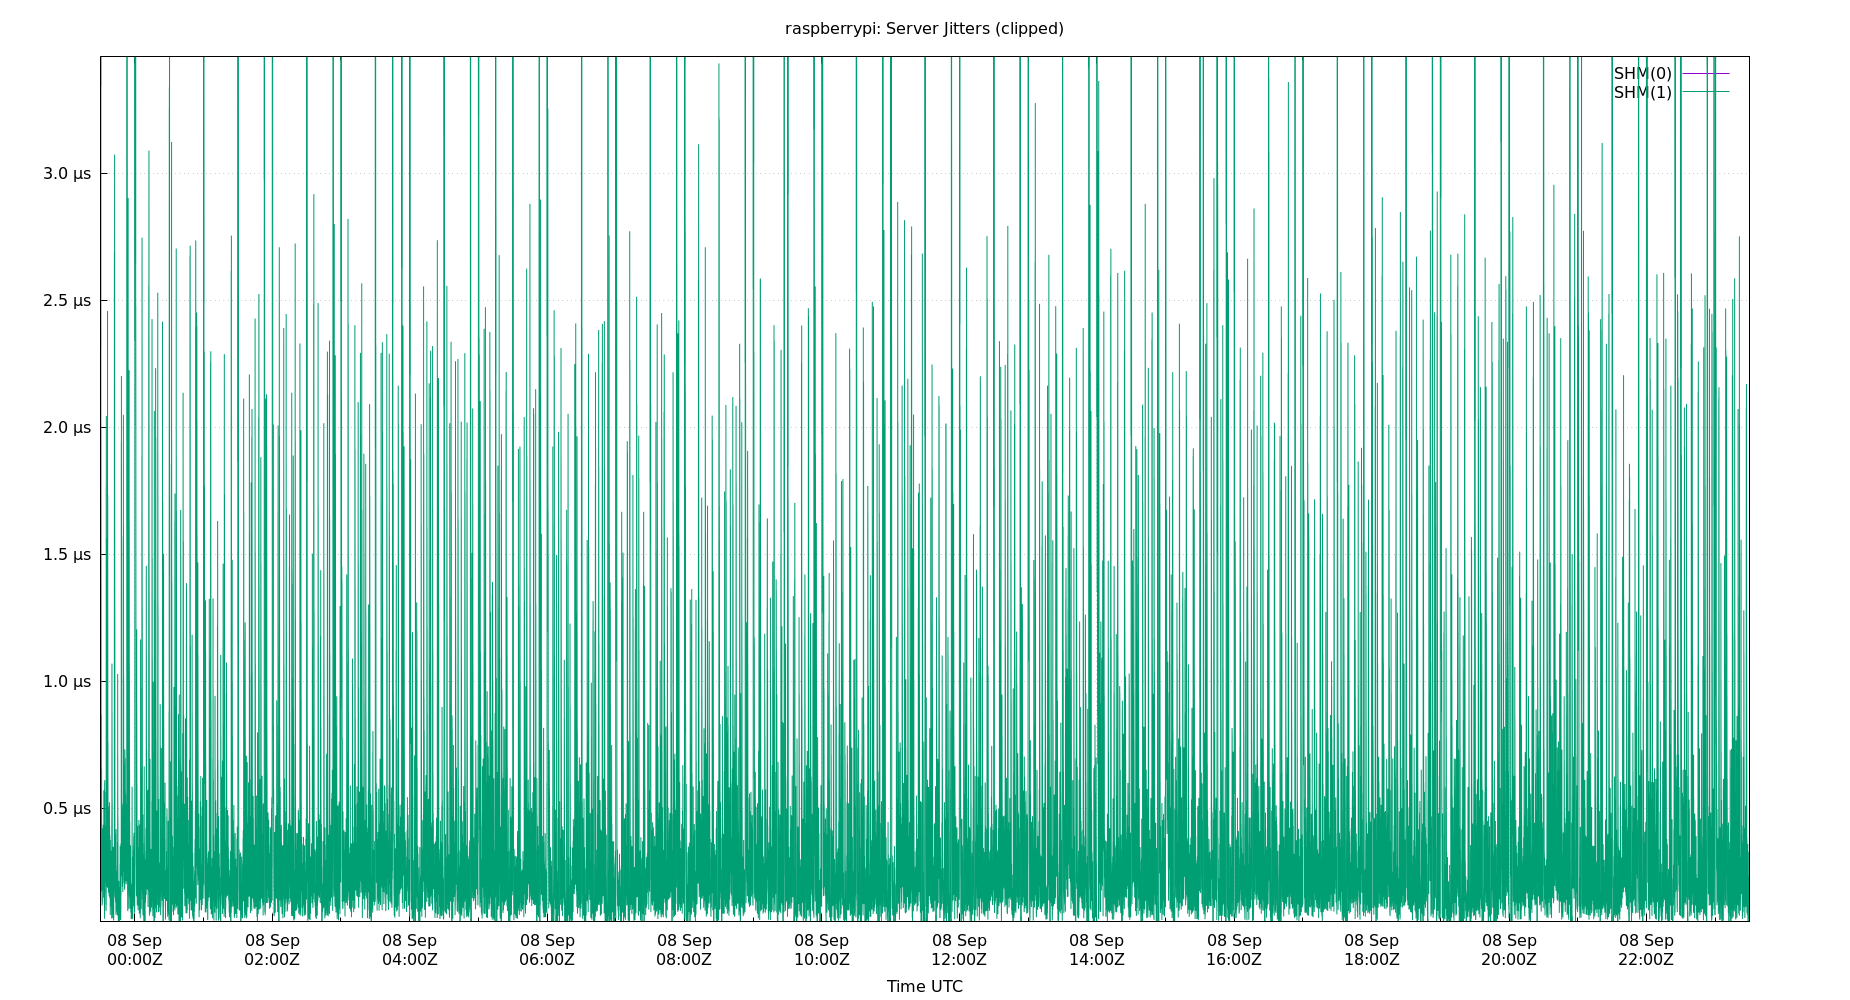 raspberrypi: Server Jitters (clipped)
SHM(0)
SHM(1)
3.0 µs
2.5 µs
2.0 µs
1.5 µs
1.0 µs
0.5 µs
08 Sep 08 Sep 08 Sep 08 Sep 08 Sep 08 Sep 08 Sep 08 Sep 08 Sep 08 Sep 08 Sep 08 Sep
00:00Z 02:00Z 04:00Z 06:00Z 08:00Z 10:00Z 12:00Z 14:00Z 16:00Z 18:00Z 20:00Z 22:00Z
Time UTC